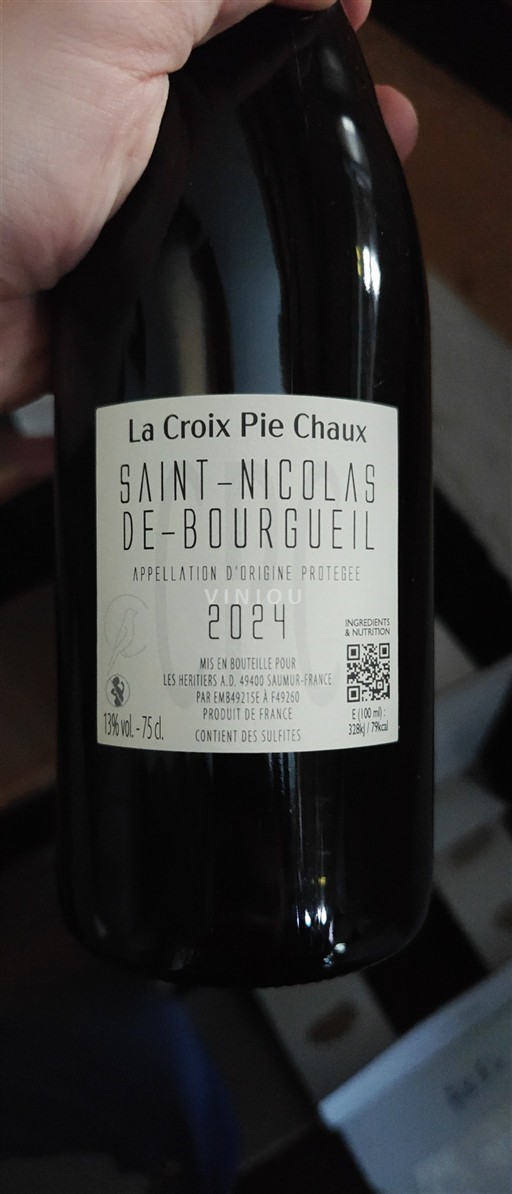 La Croix Pie Chaux
SAINT-NICOLAS
DE-BOURGUEIL
APPELLATION D'ORIGINE PROTEGEE
VINIOU
2024
INGREDIENTS
& NUTRITION
MIS EN BOUTEILLE POUR
LES HERITIERS A.D. 49400 SAUMUR-FRANCE
PAR EMB49215E À F49260
PRODUIT DE FRANCE
CONTIENT DES SULFITES
13% vol. - 75 cl.
E (100 ml) :
328kJ / 79kcal